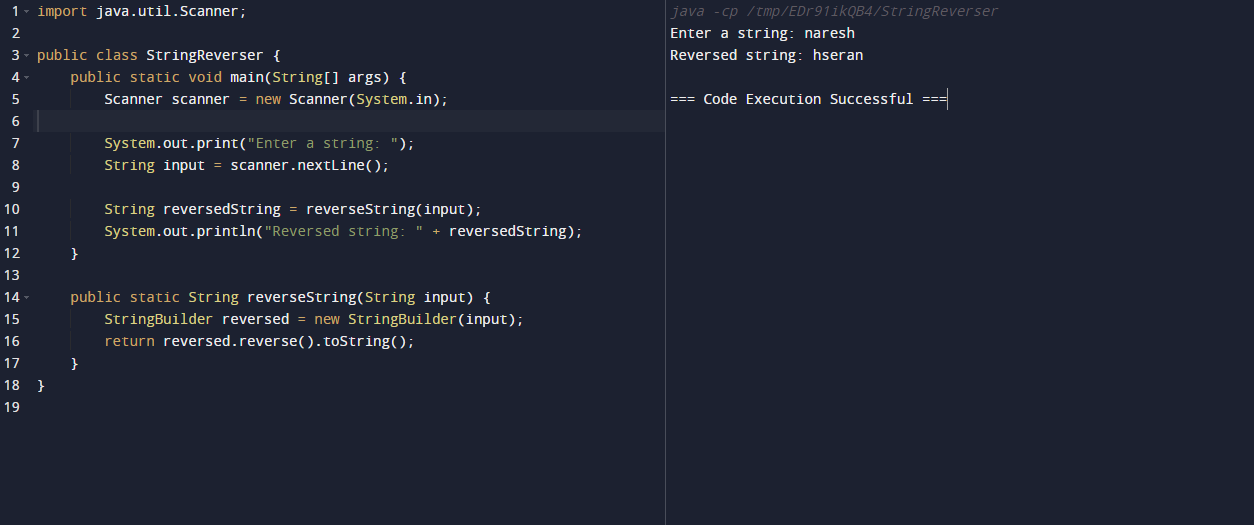 1 import java.util.Scanner;
2
3 public class StringReverser {
4     public static void main(String[] args) {
5         Scanner scanner = new Scanner(System.in);
6
7         System.out.print("Enter a string: ");
8         String input = scanner.nextLine();
9
10         String reversedString = reverseString(input);
11         System.out.println("Reversed string: " + reversedString);
12     }
13
14     public static String reverseString(String input) {
15         StringBuilder reversed = new StringBuilder(input);
16         return reversed.reverse().toString();
17     }
18 }
19
java -cp /tmp/EDr91ikQB4/StringReverser
Enter a string: naresh
Reversed string: hseran
=== Code Execution Successful ===